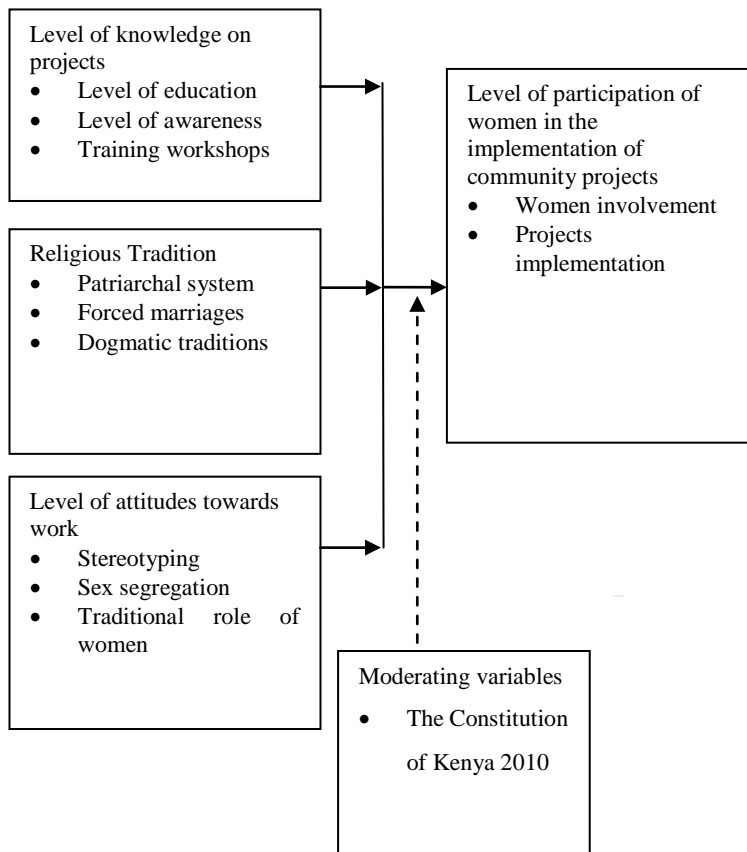 Level of knowledge on
projects
• Level of education
• Level of awareness
• Training workshops
Religious Tradition
• Patriarchal system
• Forced marriages
• Dogmatic traditions
Level of attitudes towards
work
• Stereotyping
• Sex segregation
• Traditional role of
women
Level of participation of
women in the
implementation of
community projects
• Women involvement
• Projects
implementation
Moderating variables
• The Constitution
of Kenya 2010